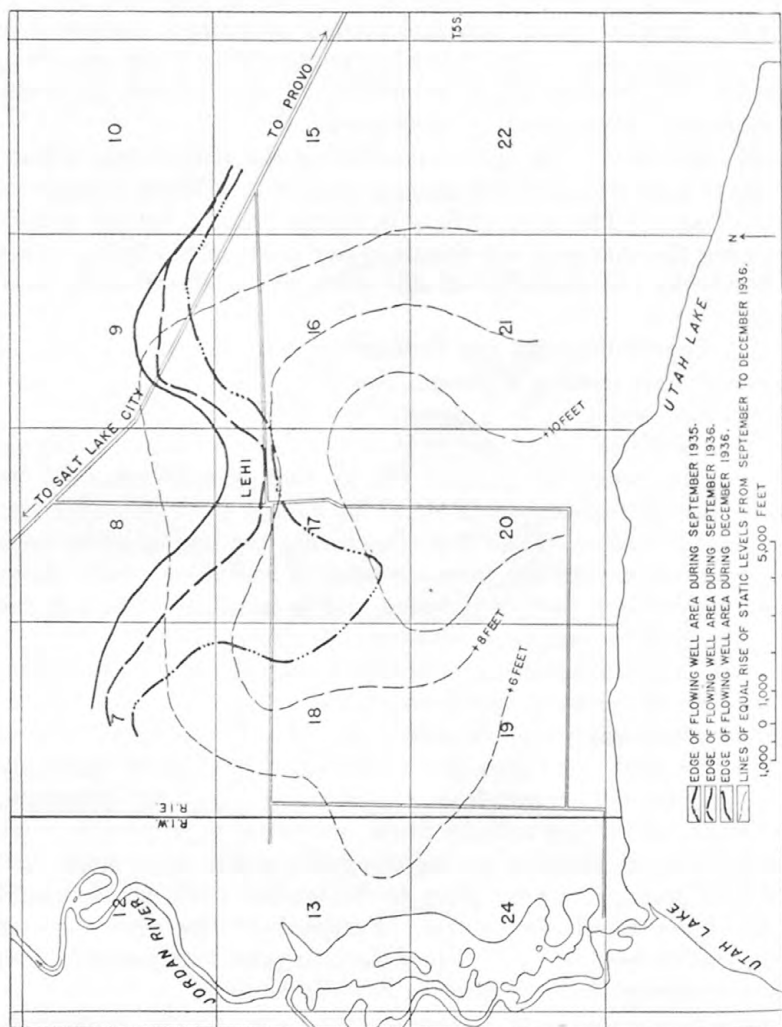 ← TO SALT LAKE CITY
TO PROVO →
12
7
8
9
10
JORDAN RIVER
R.I.W.
R.I.E.
LEHI
13
18
17
16
15
+ 8 FEET
+ 6 FEET
+10 FEET
24
19
20
21
22
T5S.
UTAH LAKE
UTAH LAKE
N
EDGE OF FLOWING WELL AREA DURING SEPTEMBER 1935.
EDGE OF FLOWING WELL AREA DURING SEPTEMBER 1936.
EDGE OF FLOWING WELL AREA DURING DECEMBER 1936.
LINES OF EQUAL RISE OF STATIC LEVELS FROM SEPTEMBER TO DECEMBER 1936.
1,000 0 1,000 5,000 FEET